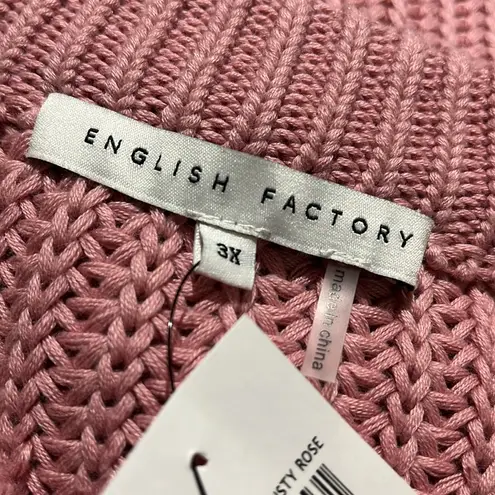 ENGLISH FACTORY
3X
made in china
STY ROSE